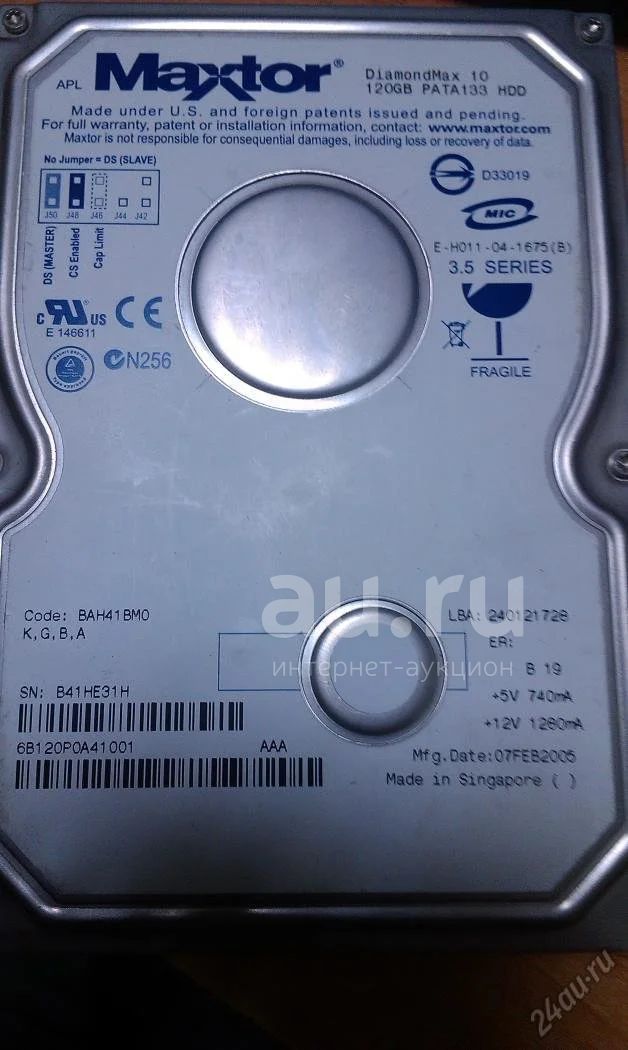 APL Maxtor®
DiamondMax 10
120GB PATA133 HDD
Made under U.S. and foreign patents issued and pending.
For full warranty, patent or installation information, contact: www.maxtor.com
Maxtor is not responsible for consequential damages, including loss or recovery of data.
No Jumper = DS (SLAVE)
J50 J48 J46 J44 J42
DS (MASTER)
CS Enabled
Cap Limit
D33019
MIC
E-H011-04-1675(B)
3.5 SERIES
FRAGILE
c UL US CE
E 146611
N256
au.ru
интернет-аукцион
Code: BAH41BM0
K,G,B,A
LBA: 240121728
ER:
B 19
+5V 740mA
+12V 1280mA
SN: B41HE31H
6B120P0A41001 AAA
Mfg.Date:07FEB2005
Made in Singapore ( )
24au.ru